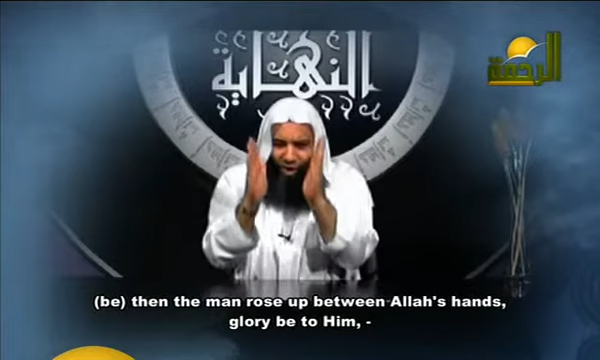 النهاية
الرحمة
(be) then the man rose up between Allah's hands,
glory be to Him, -